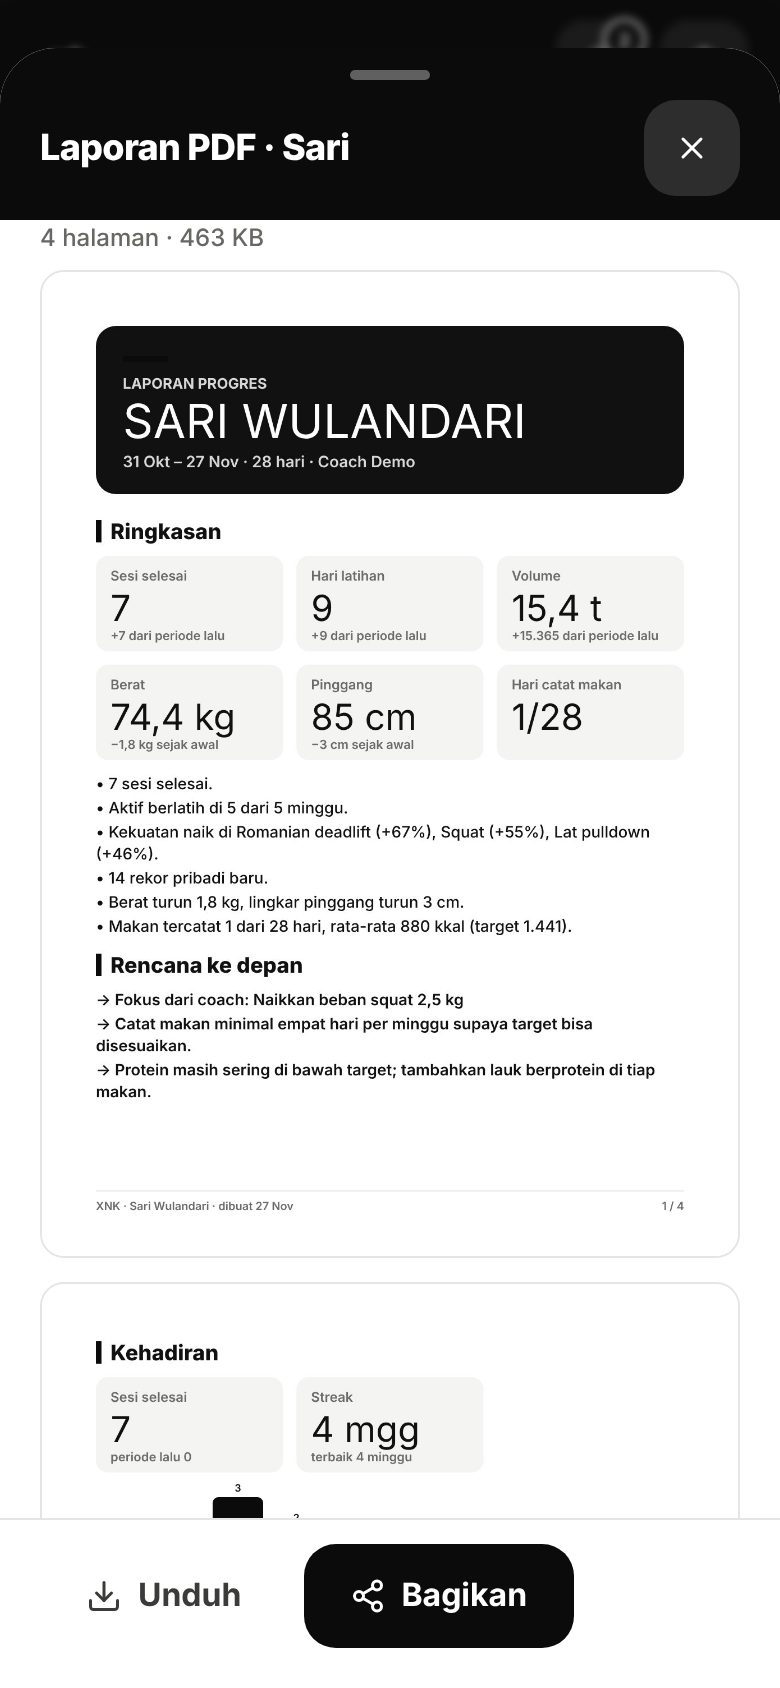 Laporan PDF · Sari
4 halaman · 463 KB
LAPORAN PROGRES
SARI WULANDARI
31 Okt – 27 Nov · 28 hari · Coach Demo
Ringkasan
Sesi selesai
7
+7 dari periode lalu
Hari latihan
9
+9 dari periode lalu
Volume
15,4 t
+15.365 dari periode lalu
Berat
74,4 kg
−1,8 kg sejak awal
Pinggang
85 cm
−3 cm sejak awal
Hari catat makan
1/28
• 7 sesi selesai.
• Aktif berlatih di 5 dari 5 minggu.
• Kekuatan naik di Romanian deadlift (+67%), Squat (+55%), Lat pulldown
(+46%).
• 14 rekor pribadi baru.
• Berat turun 1,8 kg, lingkar pinggang turun 3 cm.
• Makan tercatat 1 dari 28 hari, rata-rata 880 kkal (target 1.441).
Rencana ke depan
→ Fokus dari coach: Naikkan beban squat 2,5 kg
→ Catat makan minimal empat hari per minggu supaya target bisa
disesuaikan.
→ Protein masih sering di bawah target; tambahkan lauk berprotein di tiap
makan.
XNK · Sari Wulandari · dibuat 27 Nov
1 / 4
Kehadiran
Sesi selesai
7
periode lalu 0
Streak
4 mgg
terbaik 4 minggu
3
Unduh
Bagikan